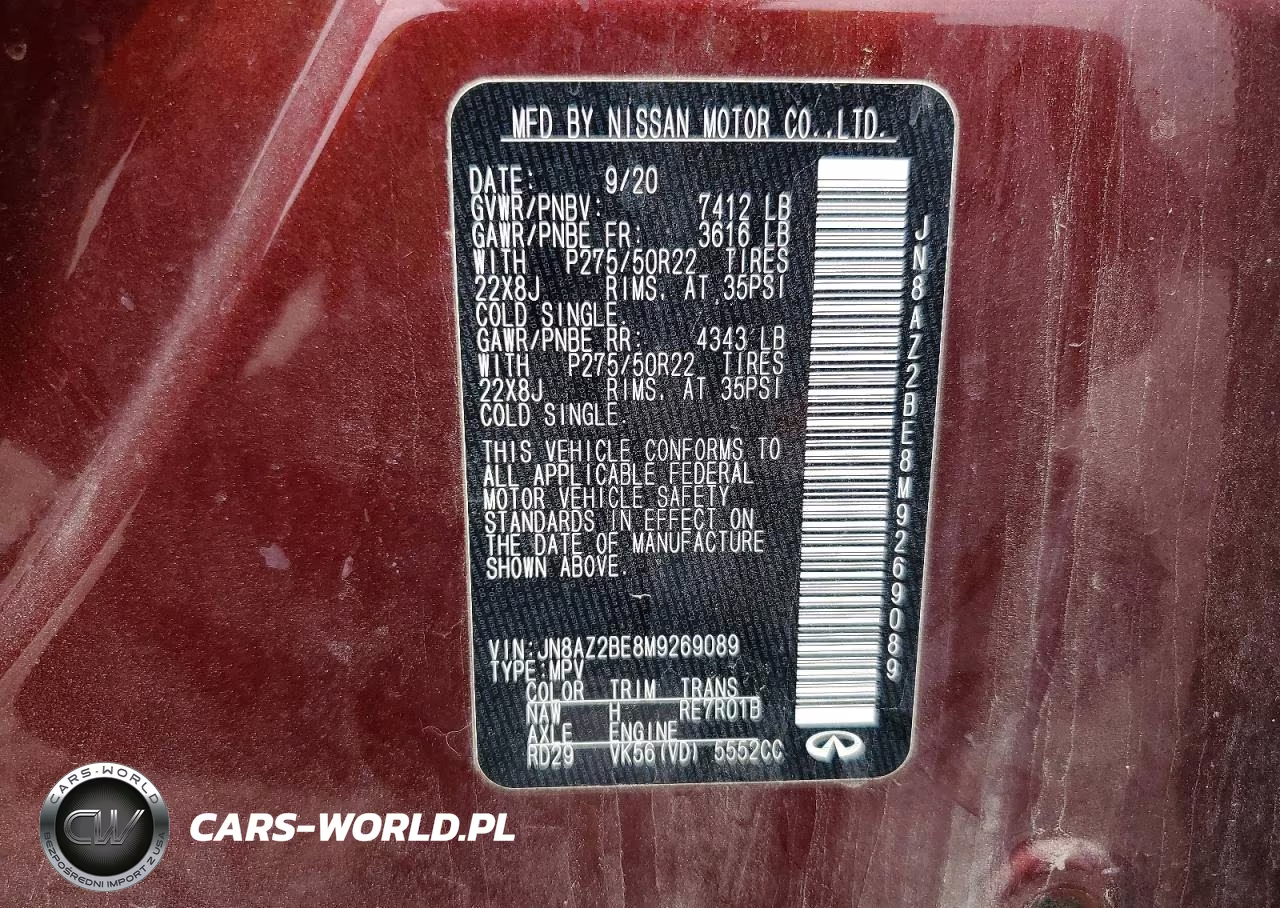 MFD BY NISSAN MOTOR CO.,LTD.
DATE: 9/20
GVWR/PNBV: 7412 LB
GAWR/PNBE FR: 3616 LB
WITH P275/50R22 TIRES
22X8J RIMS, AT 35PSI
COLD SINGLE.
GAWR/PNBE RR: 4343 LB
WITH P275/50R22 TIRES
22X8J RIMS, AT 35PSI
COLD SINGLE.
THIS VEHICLE CONFORMS TO
ALL APPLICABLE FEDERAL
MOTOR VEHICLE SAFETY
STANDARDS IN EFFECT ON
THE DATE OF MANUFACTURE
SHOWN ABOVE.
VIN:JN8AZ2BE8M9269089
TYPE:MPV
COLOR TRIM TRANS
NAW H RE7R01B
AXLE ENGINE
RD29 VK56(VD) 5552CC
JN8AZ2BE8M9269089
CARS-WORLD
CW
BEZPOŚREDNI IMPORT Z USA
CARS-WORLD.PL